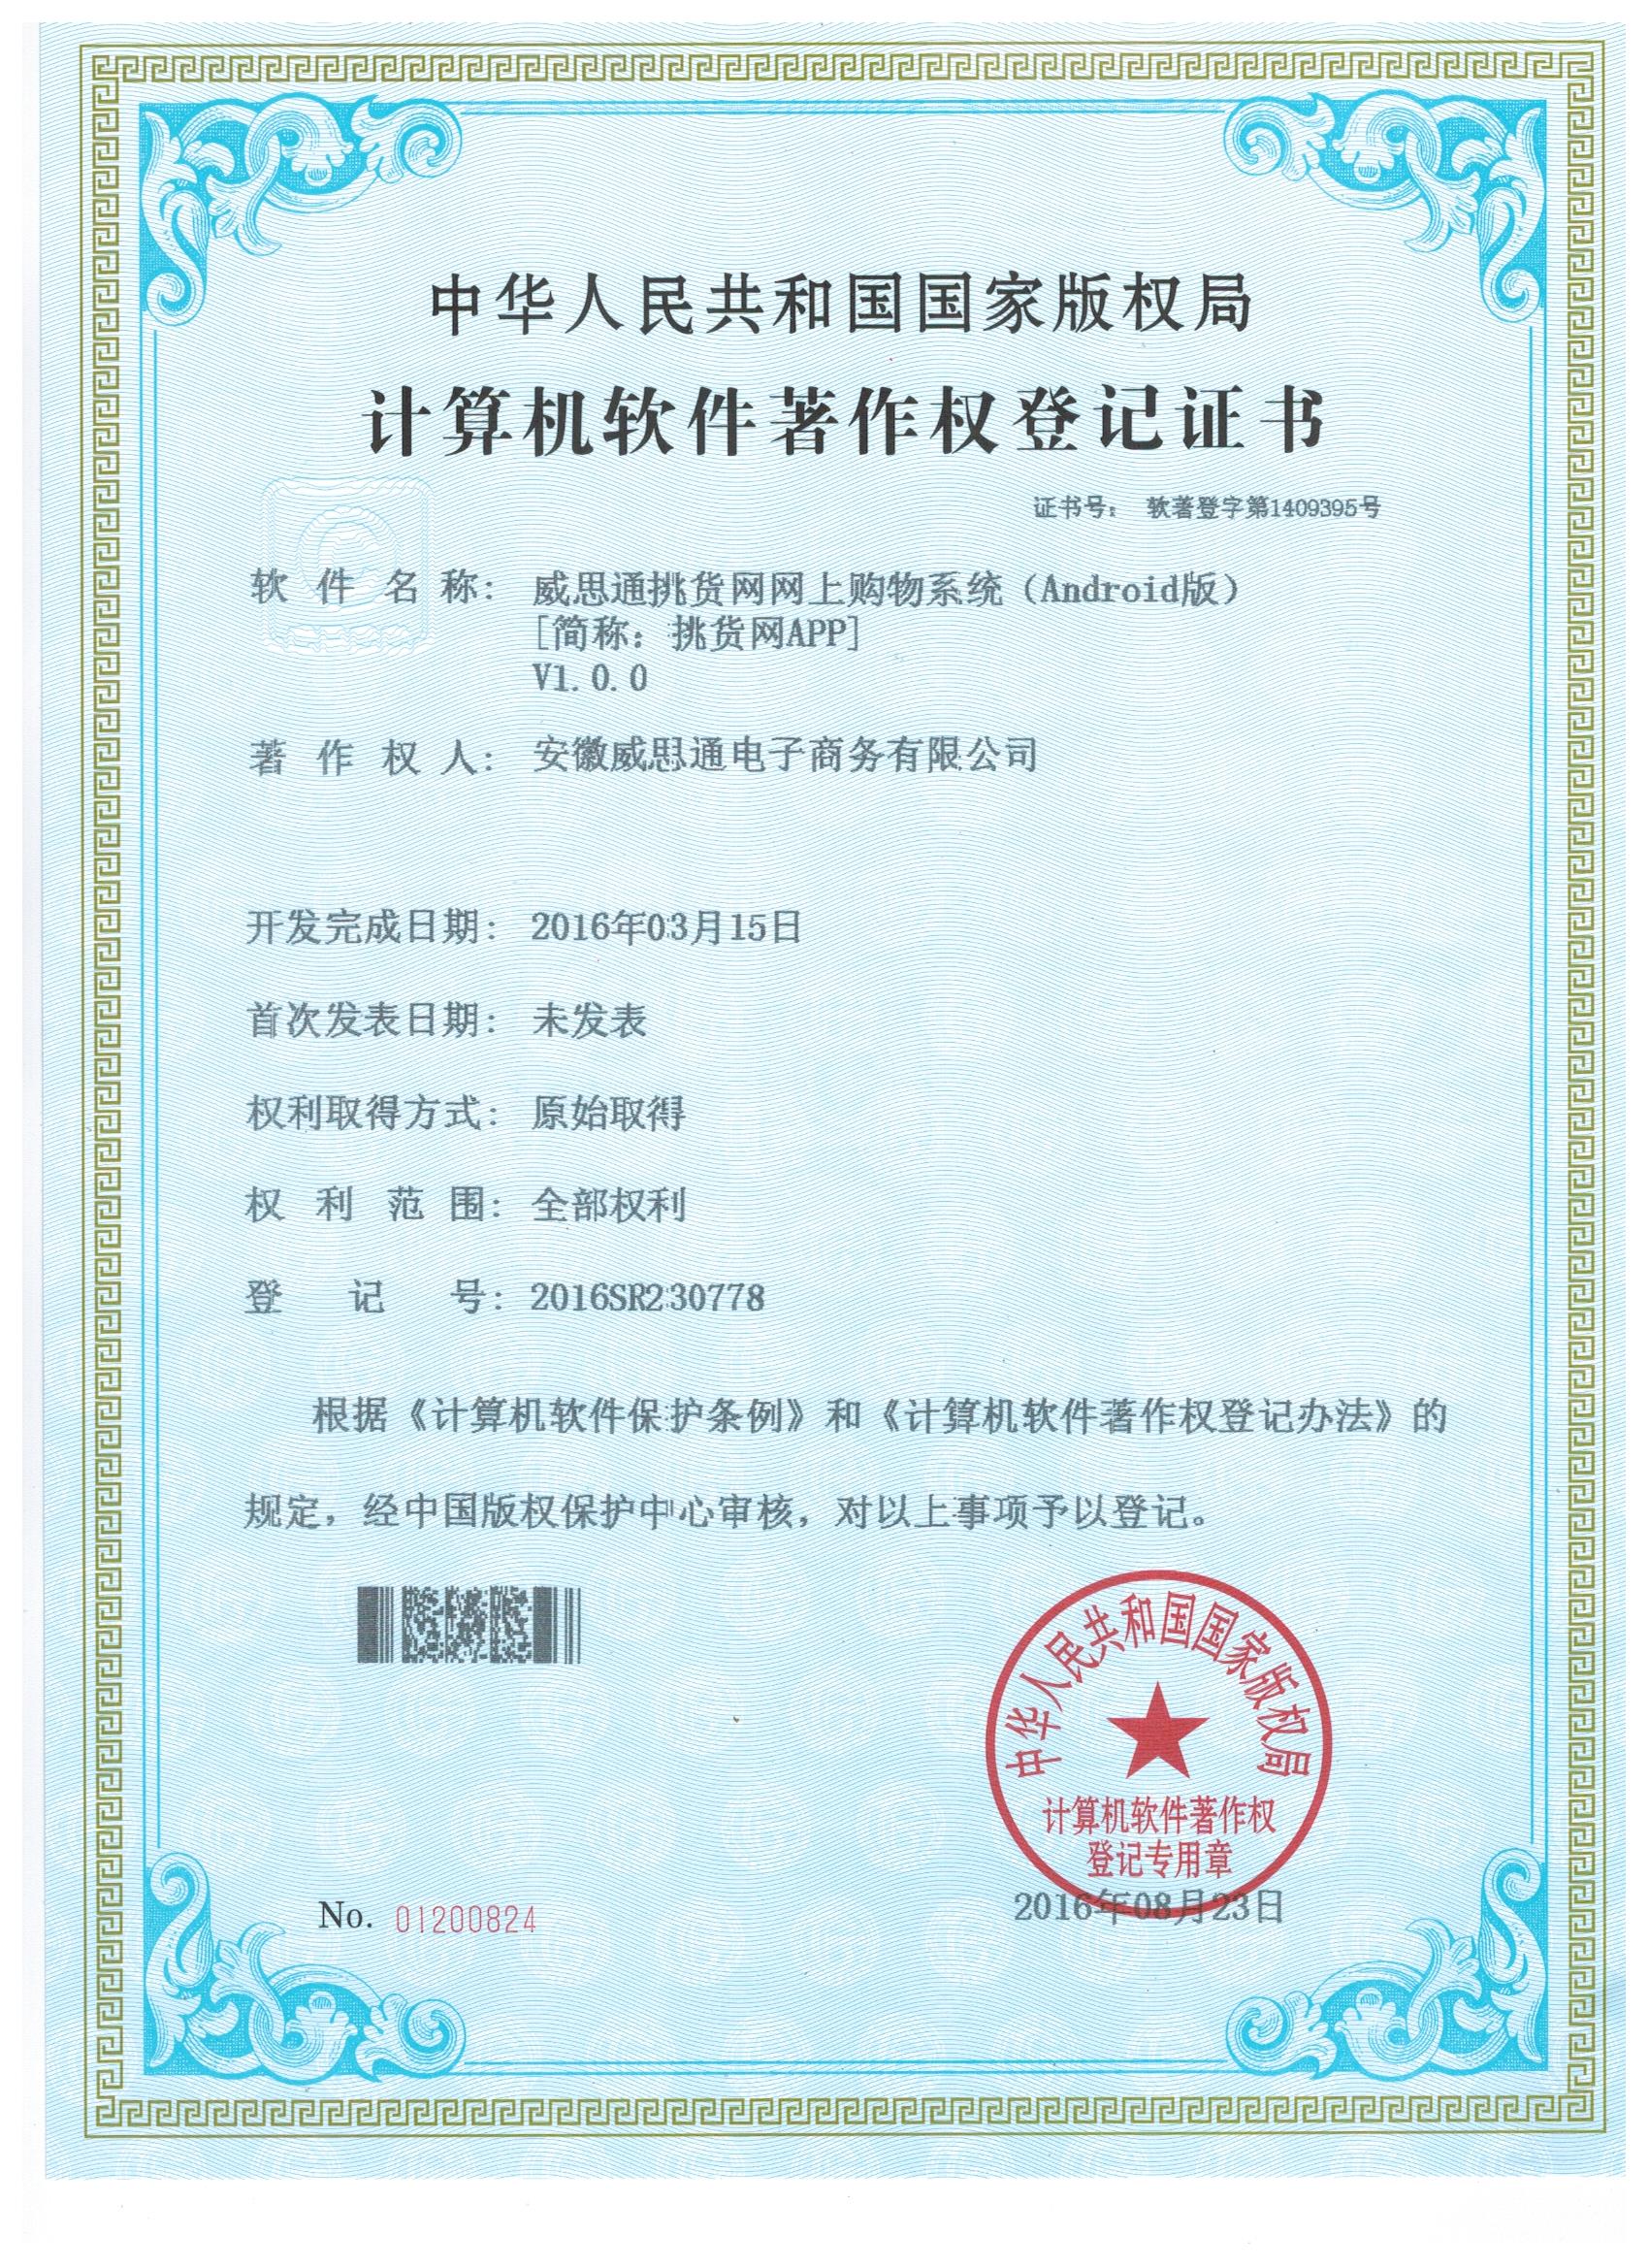 中华人民共和国国家版权局
计算机软件著作权登记证书
证书号： 软著登字第1409395号
软件名称： 威思通挑货网网上购物系统（Android版）
[简称：挑货网APP]
V1.0.0
著作权人： 安徽威思通电子商务有限公司
开发完成日期： 2016年03月15日
首次发表日期： 未发表
权利取得方式： 原始取得
权利范围： 全部权利
登记号： 2016SR230778
根据《计算机软件保护条例》和《计算机软件著作权登记办法》的
规定，经中国版权保护中心审核，对以上事项予以登记。
中华人民共和国国家版权局
计算机软件著作权
登记专用章
2016年08月23日
No. 01200824